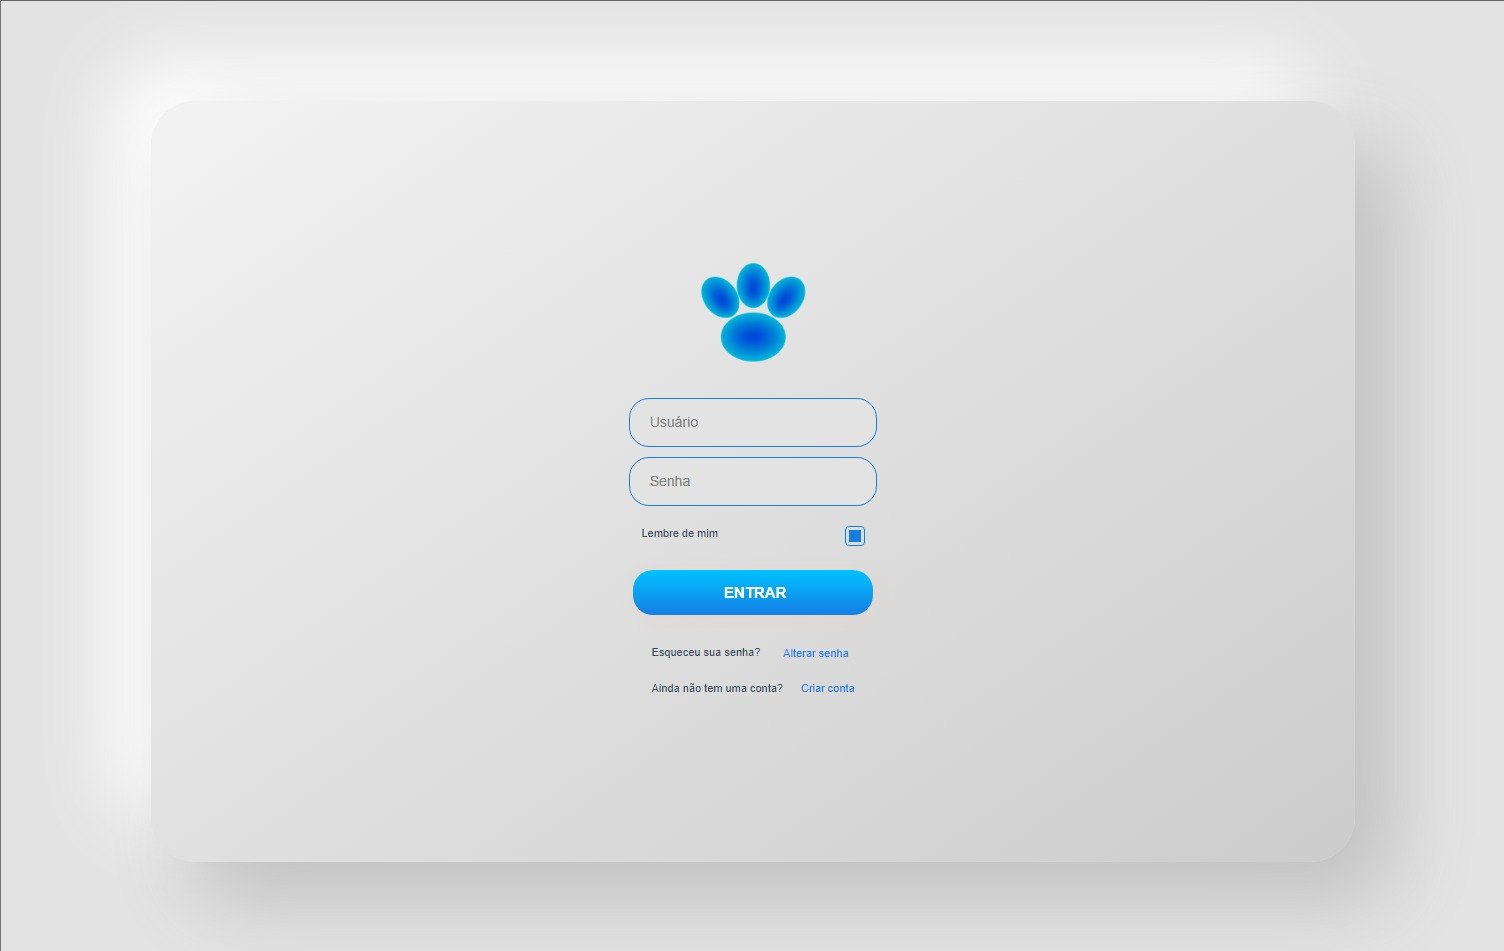 Usuário
Senha
Lembre de mim
ENTRAR
Esqueceu sua senha? Alterar senha
Ainda não tem uma conta? Criar conta